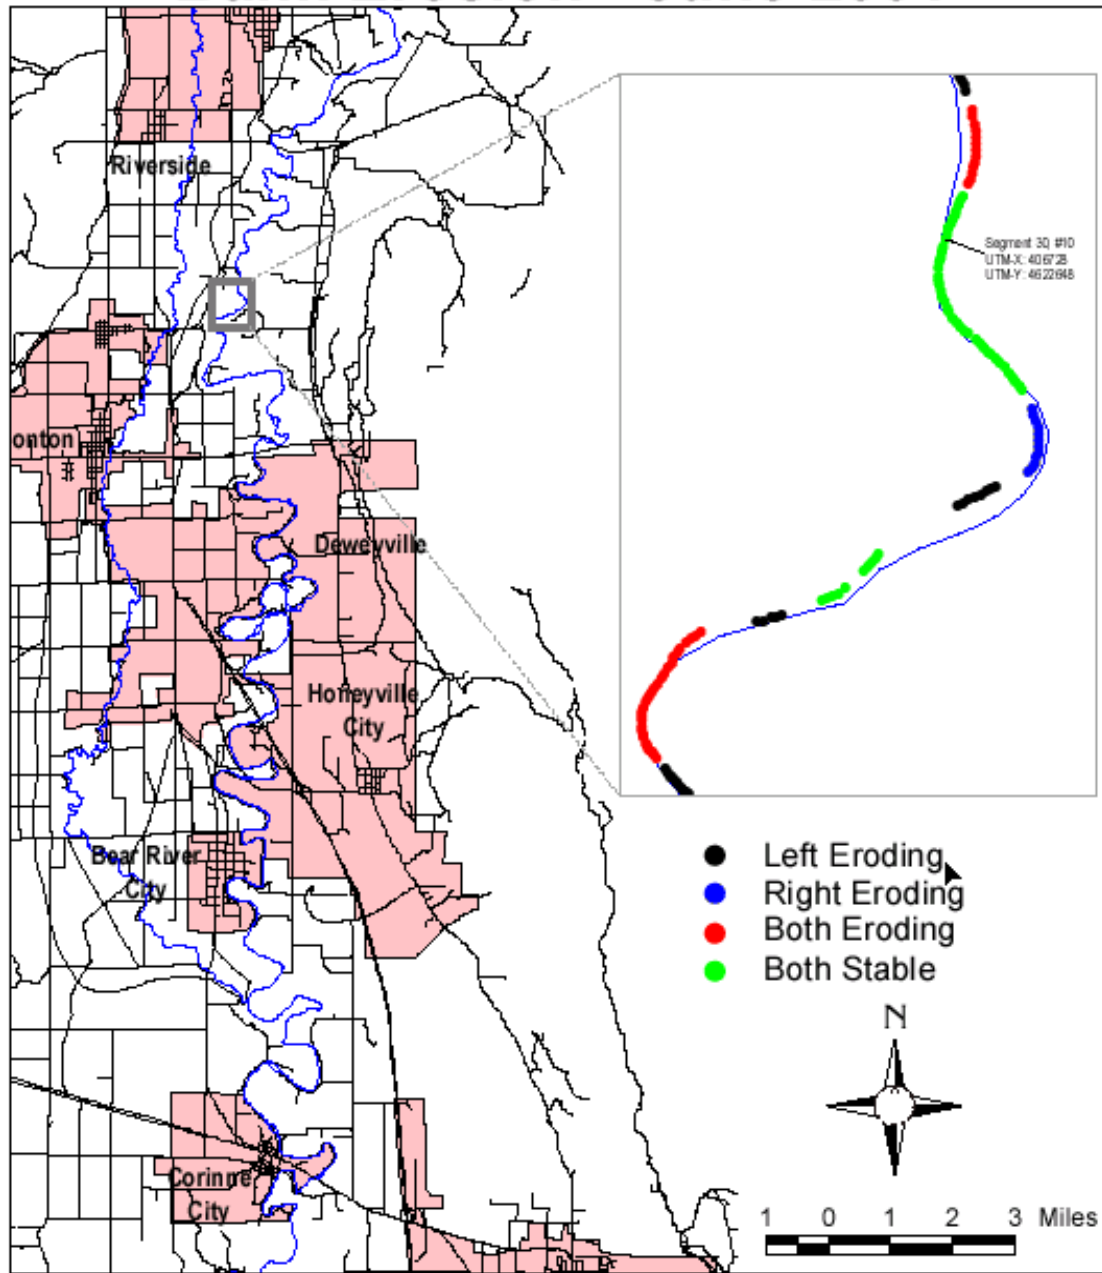 Riverside
Segment 30, #10
UTM-X: 406728
UTM-Y: 4622648
onton
Deweyville
Honeyville
City
Bear River
City
Left Eroding
Right Eroding
Both Eroding
Both Stable
N
Corinne
City
1 0 1 2 3 Miles